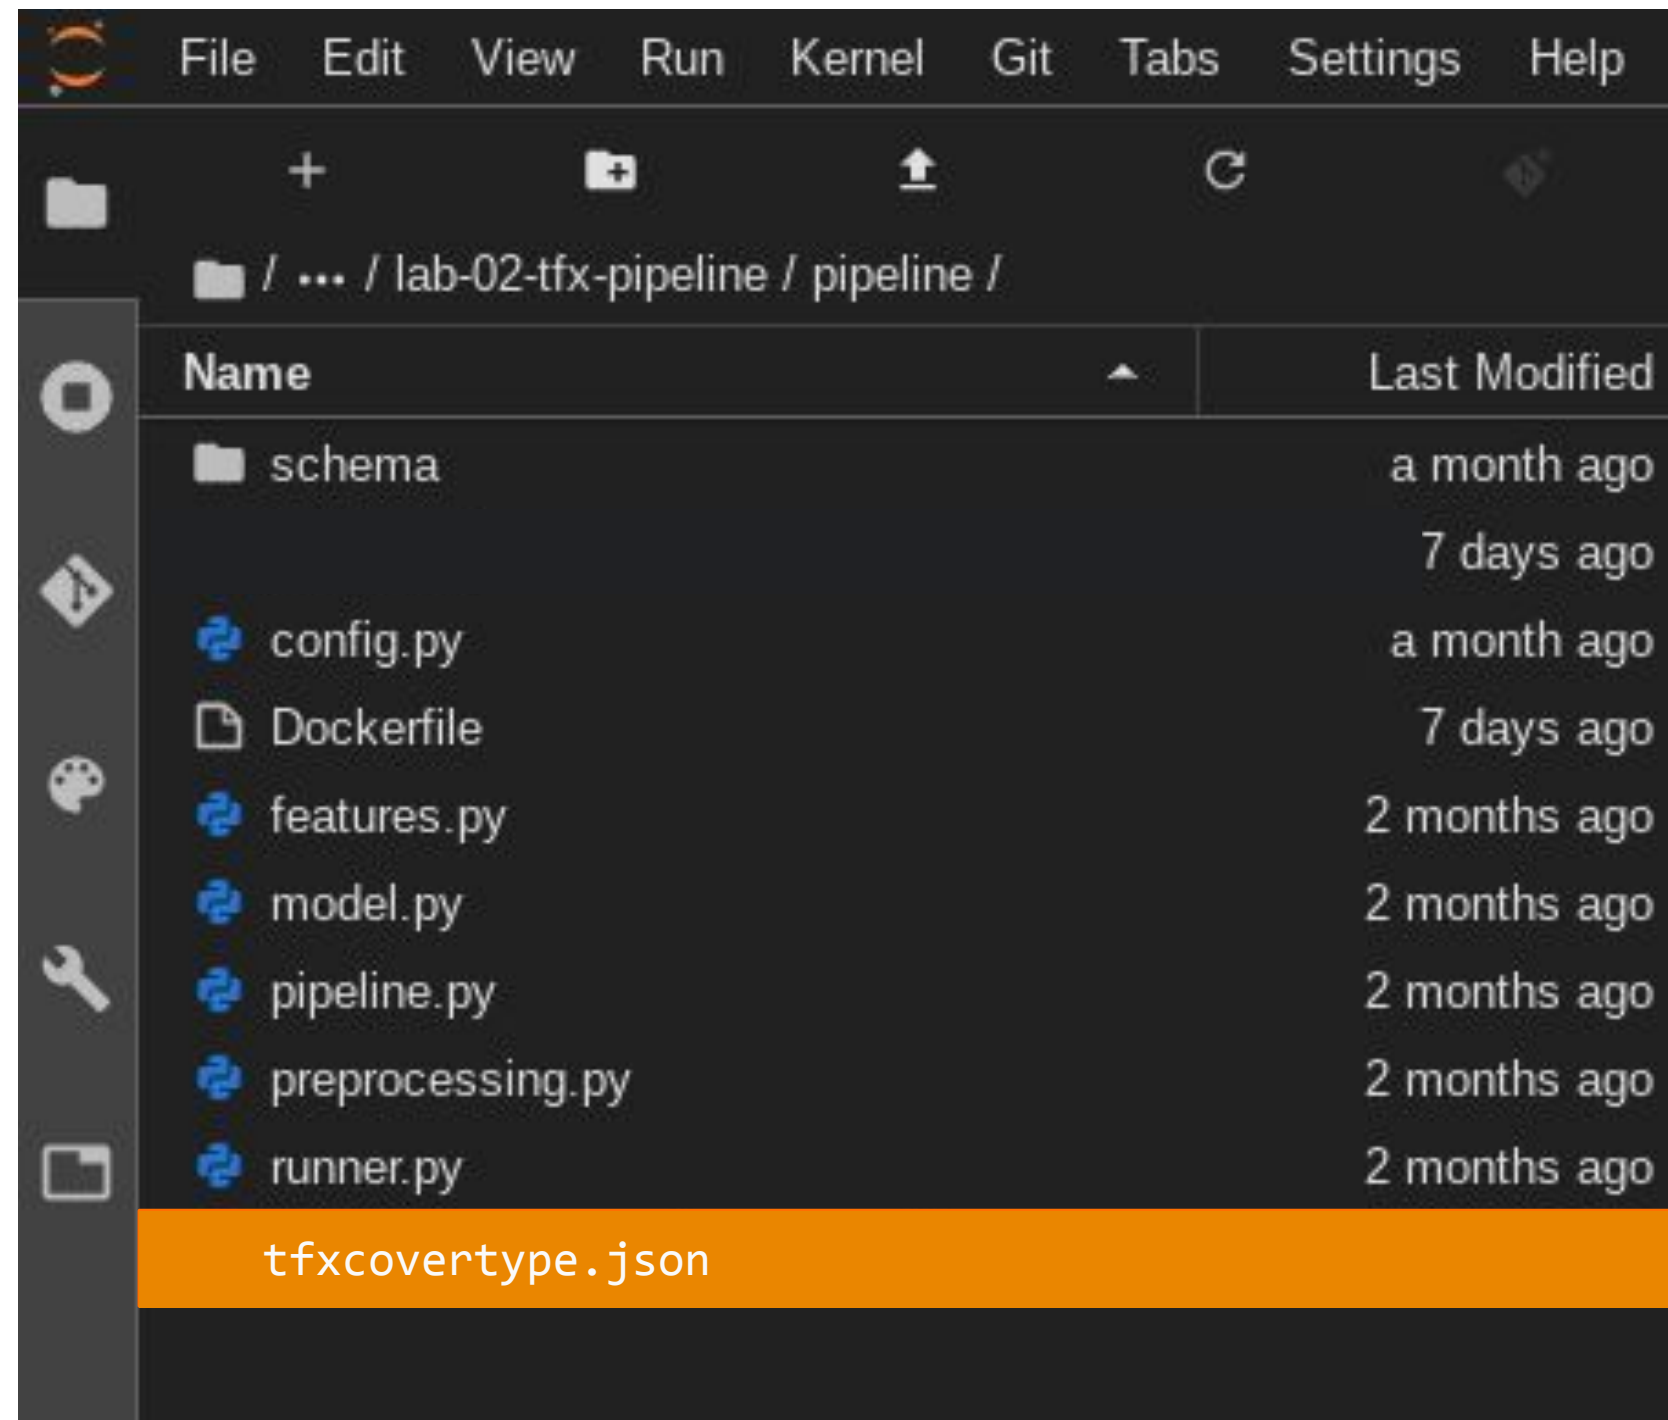 File Edit View Run Kernel Git Tabs Settings Help
/ ... / lab-02-tfx-pipeline / pipeline /
Name Last Modified
schema a month ago
7 days ago
config.py a month ago
Dockerfile 7 days ago
features.py 2 months ago
model.py 2 months ago
pipeline.py 2 months ago
preprocessing.py 2 months ago
runner.py 2 months ago
tfxcovertype.json